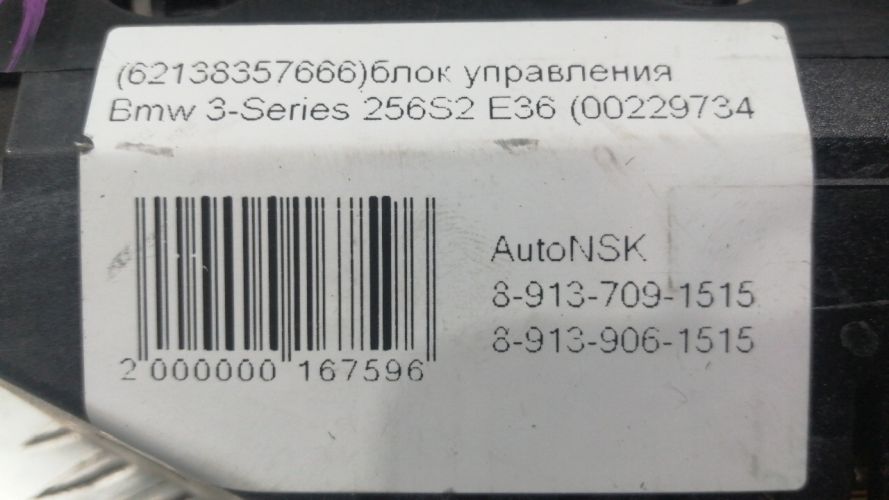 (62138357666)блок управления
Bmw 3-Series 256S2 E36 (00229734
AutoNSK
8-913-709-1515
8-913-906-1515
2 000000 167596